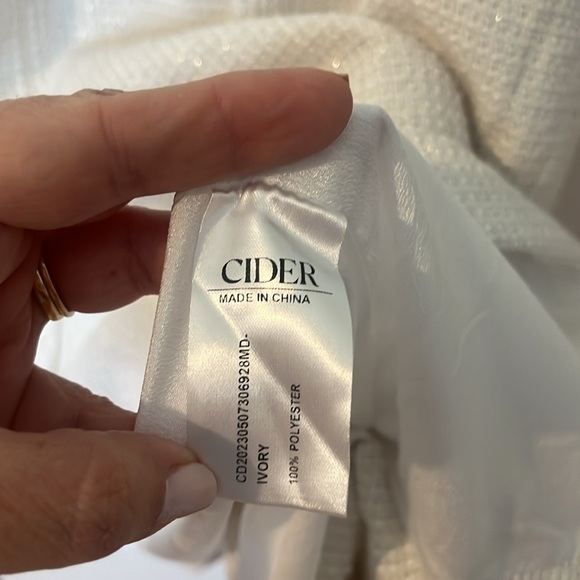 CIDER
MADE IN CHINA
CD20230507306928MD-
IVORY
100% POLYESTER